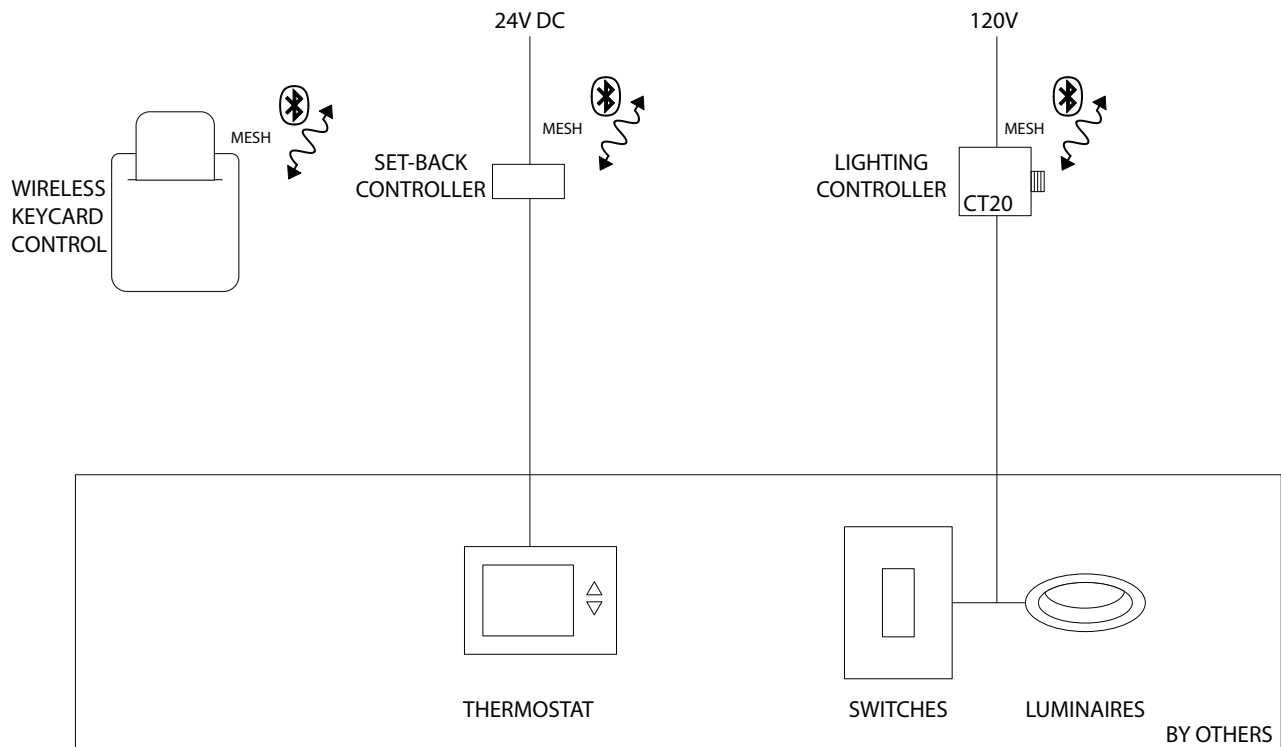 24V DC
120V
MESH
MESH
MESH
WIRELESS
KEYCARD
CONTROL
SET-BACK
CONTROLLER
LIGHTING
CONTROLLER
CT20
THERMOSTAT
SWITCHES
LUMINAIRES
BY OTHERS